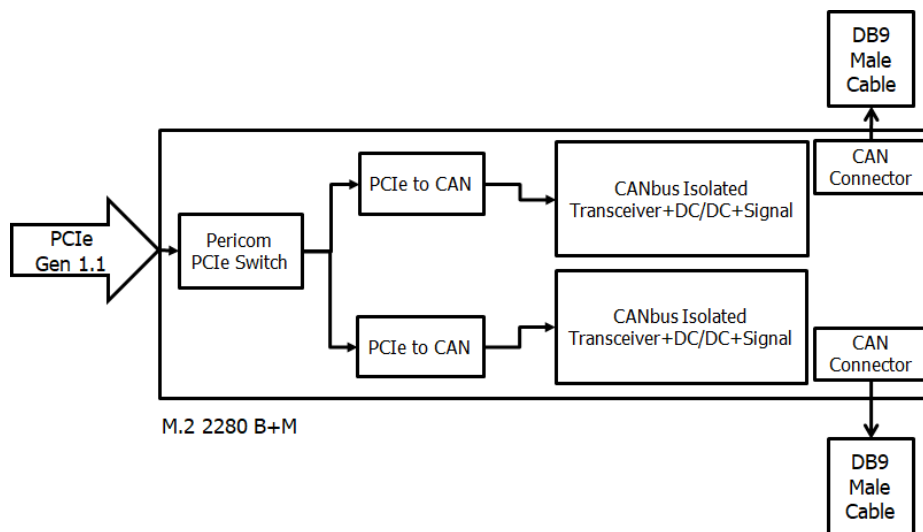 DB9
Male
Cable
PCIe to CAN
CANbus Isolated
Transceiver+DC/DC+Signal
CAN
Connector
PCIe
Gen 1.1
Pericom
PCIe Switch
PCIe to CAN
CANbus Isolated
Transceiver+DC/DC+Signal
CAN
Connector
M.2 2280 B+M
DB9
Male
Cable